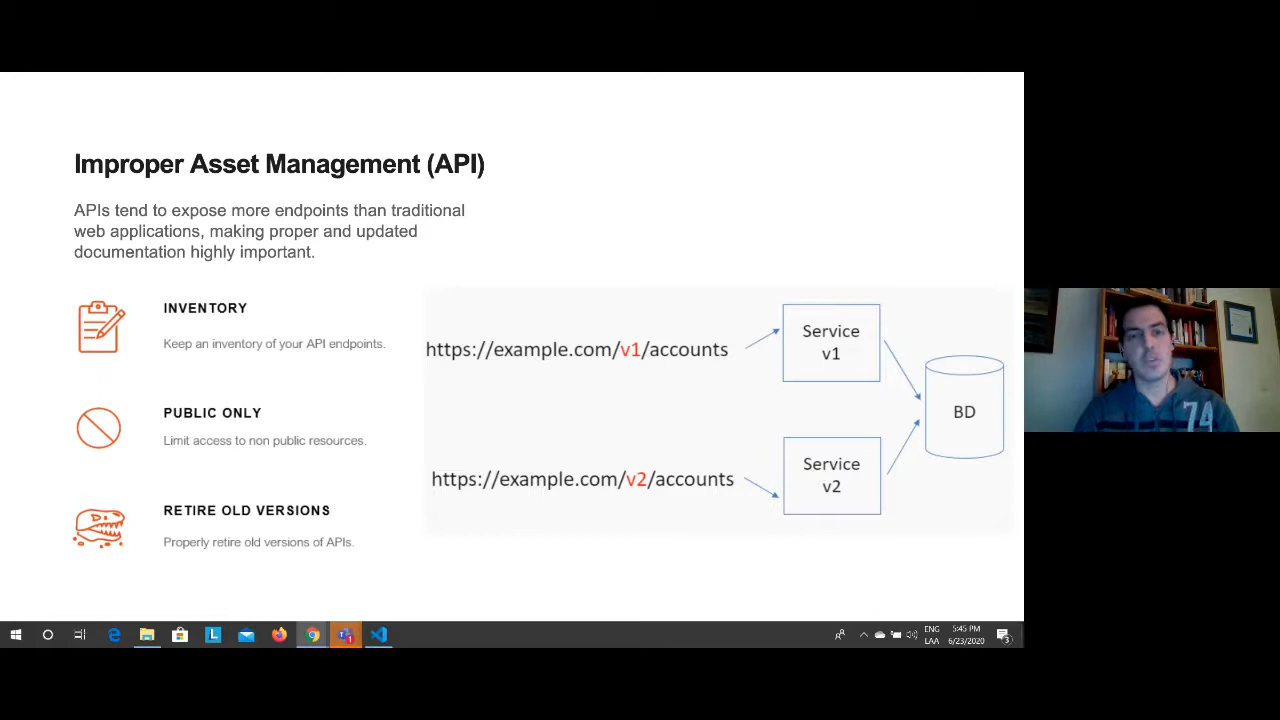 Improper Asset Management (API)
APIs tend to expose more endpoints than traditional
web applications, making proper and updated
documentation highly important.
INVENTORY
Keep an inventory of your API endpoints.
PUBLIC ONLY
Limit access to non public resources.
RETIRE OLD VERSIONS
Properly retire old versions of APIs.
https://example.com/v1/accounts
Service
v1
BD
https://example.com/v2/accounts
Service
v2
74
L
1
ENG
LAA
5:45 PM
6/23/2020
3